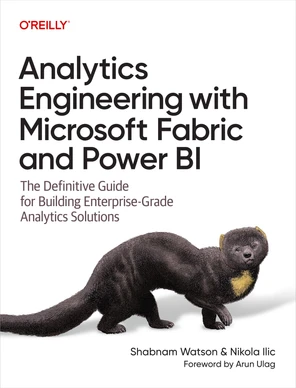 O'REILLY
Analytics
Engineering with
Microsoft Fabric
and Power BI
The Definitive Guide
for Building Enterprise-Grade
Analytics Solutions
Shabnam Watson & Nikola Ilic
Foreword by Arun Ulag